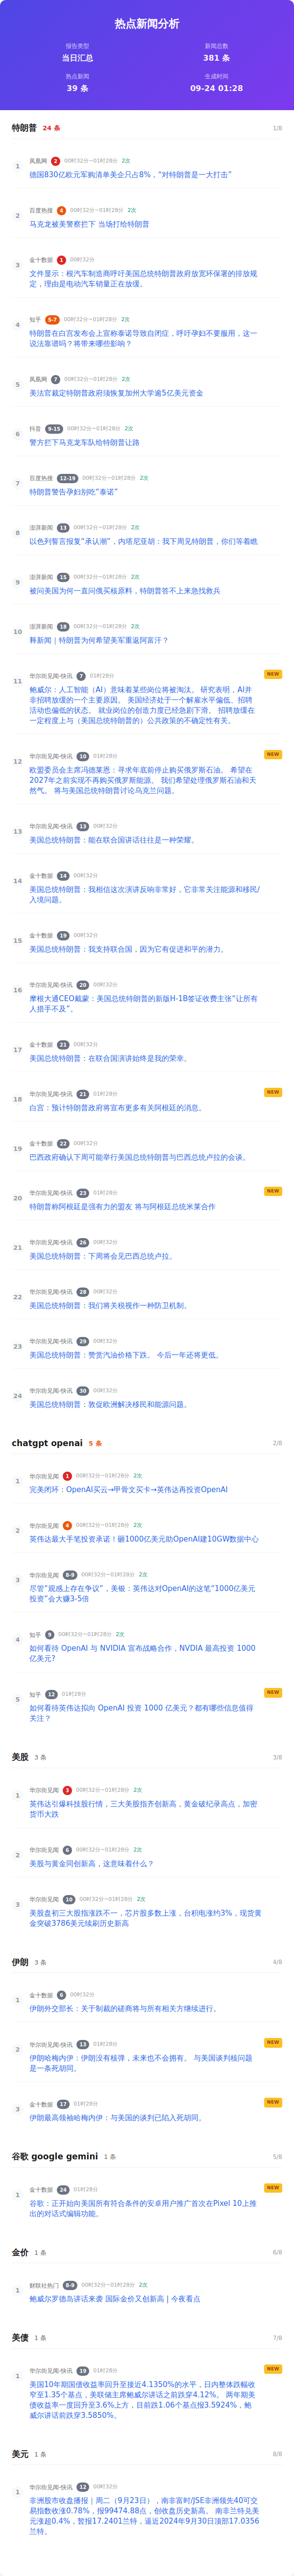 热点新闻分析
报告类型
当日汇总
新闻总数
381 条
热点新闻
39 条
生成时间
09-24 01:28
特朗普 24 条 1/8
1 凤凰网 2 00时32分~01时28分 2次
德国830亿欧元军购清单美企只占8%，“对特朗普是一大打击”
2 百度热搜 4 00时32分~01时28分 2次
马克龙被美警察拦下 当场打给特朗普
3 金十数据 1 00时32分
文件显示：根汽车制造商呼吁美国总统特朗普政府放宽环保署的排放规
定，理由是电动汽车销量正在放缓。
4 知乎 5-7 00时32分~01时28分 2次
特朗普在白宫发布会上宣称泰诺导致自闭症，呼吁孕妇不要服用，这一
说法靠谱吗？将带来哪些影响？
5 凤凰网 7 00时32分~01时28分 2次
美法官裁定特朗普政府须恢复加州大学逾5亿美元资金
6 抖音 9-15 00时32分~01时28分 2次
警方拦下马克龙车队给特朗普让路
7 百度热搜 12-19 00时32分~01时28分 2次
特朗普警告孕妇别吃“泰诺”
8 澎湃新闻 13 00时32分~01时28分 2次
以色列誓言报复“承认潮”，内塔尼亚胡：我下周见特朗普，你们等着瞧
9 澎湃新闻 15 00时32分~01时28分 2次
被问美国为何一直问俄买核原料，特朗普答不上来急找救兵
10 澎湃新闻 18 00时32分~01时28分 2次
释新闻｜特朗普为何希望美军重返阿富汗？
11 华尔街见闻-快讯 7 01时28分 NEW
鲍威尔：人工智能（AI）意味着某些岗位将被淘汰。 研究表明，AI并
非招聘放缓的一个主要原因。 美国经济处于一个解雇水平偏低、招聘
活动也偏低的状态。 就业岗位的创造力度已经急剧下滑。 招聘放缓在
一定程度上与（美国总统特朗普的）公共政策的不确定性有关。
12 华尔街见闻-快讯 10 01时28分 NEW
欧盟委员会主席冯德莱恩：寻求年底前停止购买俄罗斯石油。 希望在
2027年之前实现不再购买俄罗斯能源。 我们希望处理俄罗斯石油和天
然气。 将与美国总统特朗普讨论乌克兰问题。
13 华尔街见闻-快讯 13 00时32分
美国总统特朗普：能在联合国讲话往往是一种荣耀。
14 金十数据 14 00时32分
美国总统特朗普：我相信这次演讲反响非常好，它非常关注能源和移民/
入境问题。
15 金十数据 19 00时32分
美国总统特朗普：我支持联合国，因为它有促进和平的潜力。
16 华尔街见闻-快讯 20 00时32分
摩根大通CEO戴蒙：美国总统特朗普的新版H-1B签证收费主张“让所有
人措手不及”。
17 金十数据 21 00时32分
美国总统特朗普：在联合国演讲始终是我的荣幸。
18 华尔街见闻-快讯 21 01时28分 NEW
白宫：预计特朗普政府将宣布更多有关阿根廷的消息。
19 金十数据 22 00时32分
巴西政府确认下周可能举行美国总统特朗普与巴西总统卢拉的会谈。
20 华尔街见闻-快讯 23 01时28分 NEW
特朗普称阿根廷是强有力的盟友 将与阿根廷总统米莱合作
21 华尔街见闻-快讯 26 00时32分
美国总统特朗普：下周将会见巴西总统卢拉。
22 华尔街见闻-快讯 28 00时32分
美国总统特朗普：我们将关税视作一种防卫机制。
23 华尔街见闻-快讯 29 00时32分
美国总统特朗普：赞赏汽油价格下跌。 今后一年还将更低。
24 华尔街见闻-快讯 30 00时32分
美国总统特朗普：敦促欧洲解决移民和能源问题。
chatgpt openai 5 条 2/8
1 华尔街见闻 1 00时32分~01时28分 2次
完美闭环：OpenAI买云→甲骨文买卡→英伟达再投资OpenAI
2 华尔街见闻 4 00时32分~01时28分 2次
英伟达最大手笔投资承诺！砸1000亿美元助OpenAI建10GW数据中心
3 华尔街见闻 8-9 00时32分~01时28分 2次
尽管“观感上存在争议”，美银：英伟达对OpenAI的这笔“1000亿美元
投资”会大赚3-5倍
4 知乎 9 00时32分~01时28分 2次
如何看待 OpenAI 与 NVIDIA 宣布战略合作，NVIDIA 最高投资 1000
亿美元?
5 知乎 12 01时28分 NEW
如何看待英伟达拟向 OpenAI 投资 1000 亿美元？都有哪些信息值得
关注？
美股 3 条 3/8
1 华尔街见闻 3 00时32分~01时28分 2次
英伟达引爆科技股行情，三大美股指齐创新高，黄金破纪录高点，加密
货币大跌
2 华尔街见闻 6 00时32分~01时28分 2次
美股与黄金同创新高，这意味着什么？
3 华尔街见闻 10 00时32分~01时28分 2次
美股盘初三大股指涨跌不一，芯片股多数上涨，台积电涨约3%，现货黄
金突破3786美元续刷历史新高
伊朗 3 条 4/8
1 金十数据 6 00时32分
伊朗外交部长：关于制裁的磋商将与所有相关方继续进行。
2 华尔街见闻-快讯 13 01时28分 NEW
伊朗哈梅内伊：伊朗没有核弹，未来也不会拥有。 与美国谈判核问题
是一条死胡同。
3 金十数据 17 01时28分 NEW
伊朗最高领袖哈梅内伊：与美国的谈判已陷入死胡同。
谷歌 google gemini 1 条 5/8
1 金十数据 24 01时28分 NEW
谷歌：正开始向美国所有符合条件的安卓用户推广首次在Pixel 10上推
出的对话式编辑功能。
金价 1 条 6/8
1 财联社热门 8-9 00时32分~01时28分 2次
鲍威尔罗德岛讲话来袭 国际金价又创新高 | 今夜看点
美债 1 条 7/8
1 华尔街见闻-快讯 19 01时28分 NEW
美国10年期国债收益率回升至接近4.1350%的水平，日内整体跌幅收
窄至1.35个基点，美联储主席鲍威尔讲话之前跌穿4.12%。 两年期美
债收益率一度回升至3.6%上方，目前跌1.06个基点报3.5924%，鲍
威尔讲话前跌穿3.5850%。
美元 1 条 8/8
1 华尔街见闻-快讯 12 00时32分
非洲股市收盘播报｜周二（9月23日），南非富时/JSE非洲领先40可交
易指数收涨0.78%，报99474.88点，创收盘历史新高。 南非兰特兑美
元涨超0.4%，暂报17.2401兰特，逼近2024年9月30日顶部17.0356
兰特。